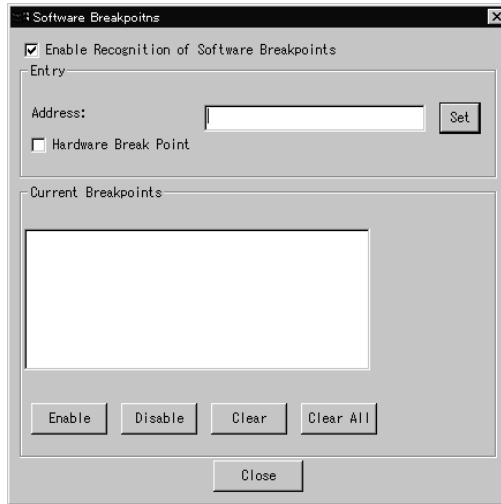 Software Breakpoitns
Enable Recognition of Software Breakpoints
Entry
Address:
Set
Hardware Break Point
Current Breakpoints
Enable Disable Clear Clear All
Close